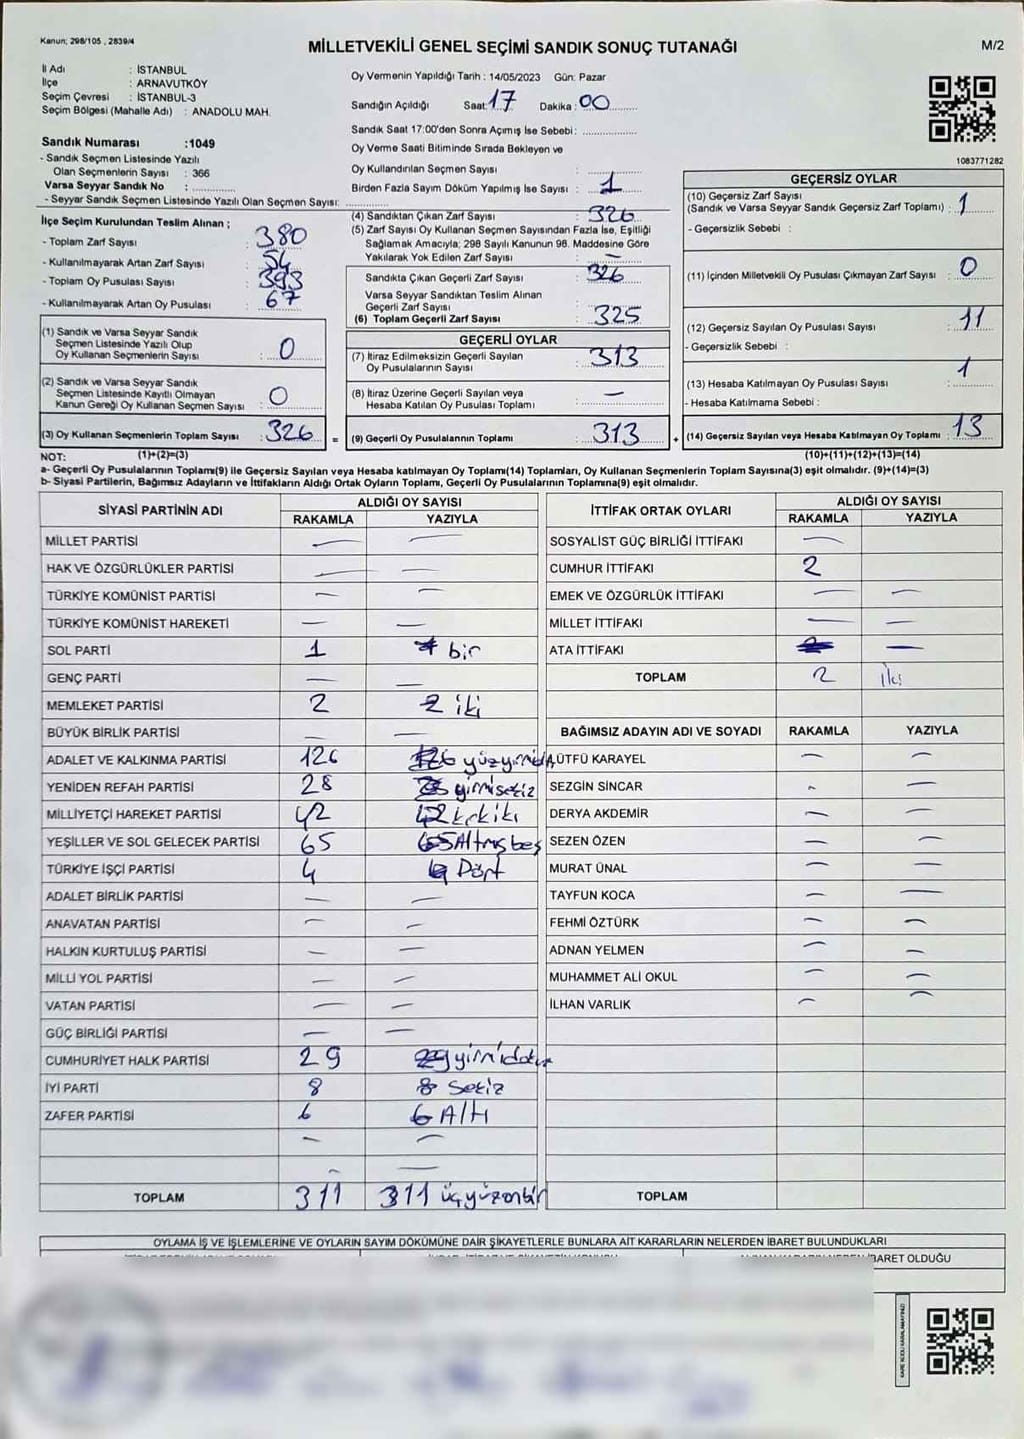 Kanun; 298/105 , 2839/4
MİLLETVEKİLİ GENEL SEÇİMİ SANDIK SONUÇ TUTANAĞI
M/2
İl Adı : İSTANBUL
İlçe : ARNAVUTKÖY
Seçim Çevresi : İSTANBUL-3
Seçim Bölgesi (Mahalle Adı) : ANADOLU MAH.
Sandık Numarası :1049
- Sandık Seçmen Listesinde Yazılı
Olan Seçmenlerin Sayısı : 366
Varsa Seyyar Sandık No :
- Seyyar Sandık Seçmen Listesinde Yazılı Olan Seçmen Sayısı:
Oy Vermenin Yapıldığı Tarih : 14/05/2023 Gün: Pazar
Sandığın Açıldığı Saat: 17 Dakika : 00
Sandık Saat 17:00'den Sonra Açımış İse Sebebi :
Oy Verme Saati Bitiminde Sırada Bekleyen ve
Oy Kullandırılan Seçmen Sayısı :
Birden Fazla Sayım Döküm Yapılmış İse Sayısı : 1
1083771282
İlçe Seçim Kurulundan Teslim Alınan ;
- Toplam Zarf Sayısı : 380
- Kullanılmayarak Artan Zarf Sayısı : 54
- Toplam Oy Pusulası Sayısı : 393
- Kullanılmayarak Artan Oy Pusulası : 67
(1) Sandık ve Varsa Seyyar Sandık
Seçmen Listesinde Yazılı Olup
Oy Kullanan Seçmenlerin Sayısı : 0
(2) Sandık ve Varsa Seyyar Sandık
Seçmen Listesinde Kayıtlı Olmayan
Kanun Gereği Oy Kullanan Seçmen Sayısı : 0
(3) Oy Kullanan Seçmenlerin Toplam Sayısı : 326
(4) Sandıktan Çıkan Zarf Sayısı : 326
(5) Zarf Sayısı Oy Kullanan Seçmen Sayısından Fazla İse, Eşitliği
Sağlamak Amacıyla; 298 Sayılı Kanunun 98. Maddesine Göre
Yakılarak Yok Edilen Zarf Sayısı : —
Sandıkta Çıkan Geçerli Zarf Sayısı : 326
Varsa Seyyar Sandıktan Teslim Alınan
Geçerli Zarf Sayısı :
(6) Toplam Geçerli Zarf Sayısı : 325
GEÇERLİ OYLAR
(7) İtiraz Edilmeksizin Geçerli Sayılan
Oy Pusulalarının Sayısı : 313
(8) İtiraz Üzerine Geçerli Sayılan veya
Hesaba Katılan Oy Pusulası Toplamı : —
= (9) Geçerli Oy Pusulalarının Toplamı : 313
GEÇERSİZ OYLAR
(10) Geçersiz Zarf Sayısı
(Sandık ve Varsa Seyyar Sandık Geçersiz Zarf Toplamı) : 1
- Geçersizlik Sebebi :
(11) İçinden Milletvekili Oy Pusulası Çıkmayan Zarf Sayısı : 0
(12) Geçersiz Sayılan Oy Pusulası Sayısı : 11
- Geçersizlik Sebebi :
(13) Hesaba Katılmayan Oy Pusulası Sayısı : 1
- Hesaba Katılmama Sebebi :
+ (14) Geçersiz Sayılan veya Hesaba Katılmayan Oy Toplamı : 13
NOT: (1)+(2)=(3) (10)+(11)+(12)+(13)=(14)
a- Geçerli Oy Pusulalarının Toplam(9) ile Geçersiz Sayılan veya Hesaba katılmayan Oy Toplamı(14) Toplamları, Oy Kullanan Seçmenlerin Toplam Sayısına(3) eşit olmalıdır. (9)+(14)=(3)
b- Siyasi Partilerin, Bağımsız Adayların ve İttifakların Aldığı Ortak Oyların Toplamı, Geçerli Oy Pusulalarının Toplamına(9) eşit olmalıdır.
SİYASİ PARTİNİN ADI ALDIĞI OY SAYISI
RAKAMLA YAZIYLA
MİLLET PARTİSİ — —
HAK VE ÖZGÜRLÜKLER PARTİSİ — —
TÜRKİYE KOMÜNİST PARTİSİ — —
TÜRKİYE KOMÜNİST HAREKETİ — —
SOL PARTİ 1 bir
GENÇ PARTİ — —
MEMLEKET PARTİSİ 2 2 iki
BÜYÜK BİRLİK PARTİSİ — —
ADALET VE KALKINMA PARTİSİ 126 126
YENİDEN REFAH PARTİSİ 28 yirmisekiz
MİLLİYETÇİ HAREKET PARTİSİ 42 42
YEŞİLLER VE SOL GELECEK PARTİSİ 65 65 Altmış beş
TÜRKİYE İŞÇİ PARTİSİ 4 4 Dört
ADALET BİRLİK PARTİSİ — —
ANAVATAN PARTİSİ — —
HALKIN KURTULUŞ PARTİSİ — —
MİLLİ YOL PARTİSİ — —
VATAN PARTİSİ — —
GÜÇ BİRLİĞİ PARTİSİ — —
CUMHURİYET HALK PARTİSİ 29 29
İYİ PARTİ 8 8 Sekiz
ZAFER PARTİSİ 6 6 Altı
— —
— —
TOPLAM 311 311 üçyüzonbir
İTTİFAK ORTAK OYLARI ALDIĞI OY SAYISI
RAKAMLA YAZIYLA
SOSYALİST GÜÇ BİRLİĞİ İTTİFAKI —
CUMHUR İTTİFAKI 2
EMEK VE ÖZGÜRLÜK İTTİFAKI — —
MİLLET İTTİFAKI — —
ATA İTTİFAKI —
TOPLAM 2 İki
BAĞIMSIZ ADAYIN ADI VE SOYADI RAKAMLA YAZIYLA
ÜTFÜ KARAYEL — —
SEZGİN SİNCAR - —
DERYA AKDEMİR — —
SEZEN ÖZEN — —
MURAT ÜNAL — —
TAYFUN KOCA — —
FEHMİ ÖZTÜRK — —
ADNAN YELMEN — —
MUHAMMET ALİ OKUL — —
İLHAN VARLIK — —
TOPLAM
OYLAMA İŞ VE İŞLEMLERİNE VE OYLARIN SAYIM DÖKÜMÜNE DAİR ŞİKAYETLERLE BUNLARA AİT KARARLARIN NELERDEN İBARET BULUNDUKLARI
İBARET OLDUĞU
KARE KODU KARALAMAYINIZ!